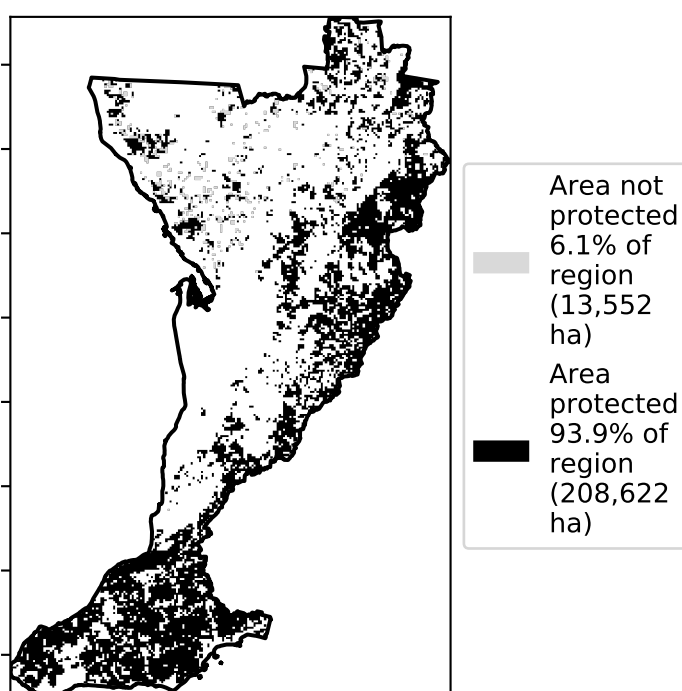 Area not
protected
6.1% of
region
(13,552
ha)
Area
protected
93.9% of
region
(208,622
ha)